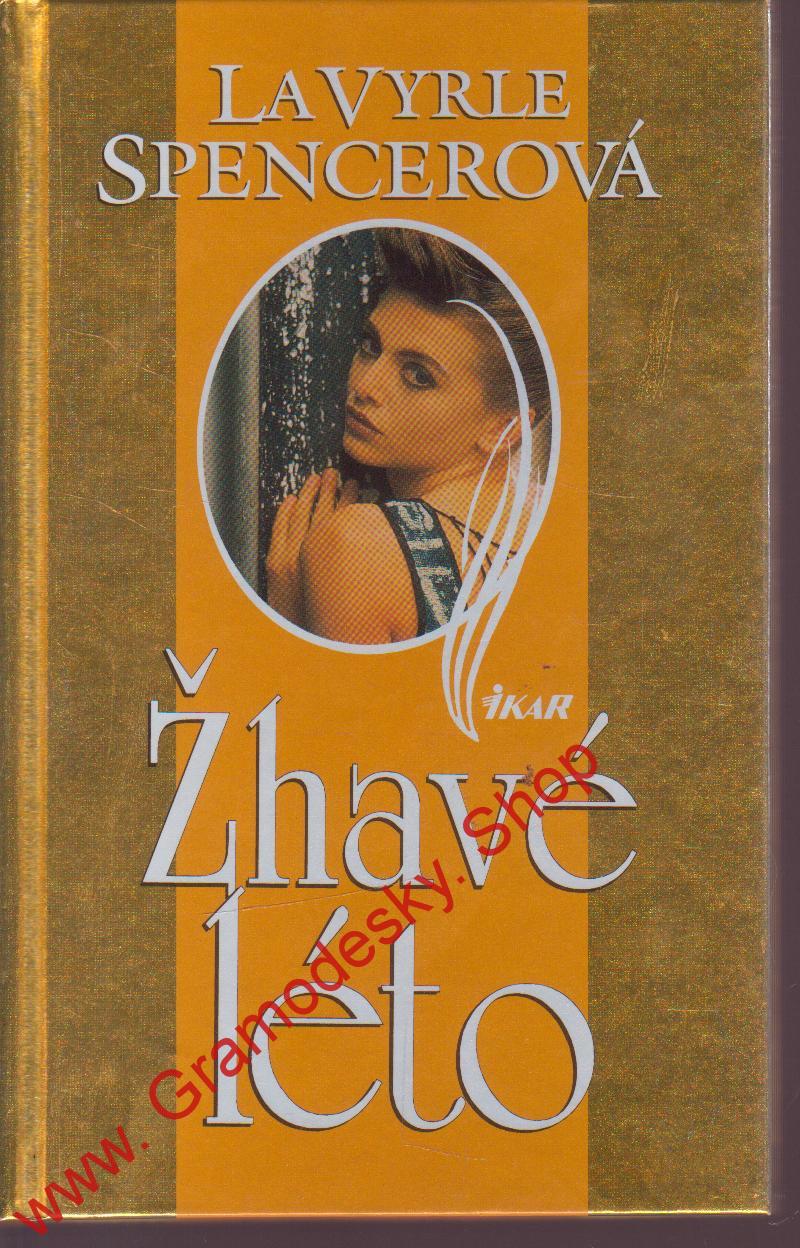 LAVYRLE
SPENCEROVÁ
IKAR
Žhavé
léto
www. Gramodesky. Shop